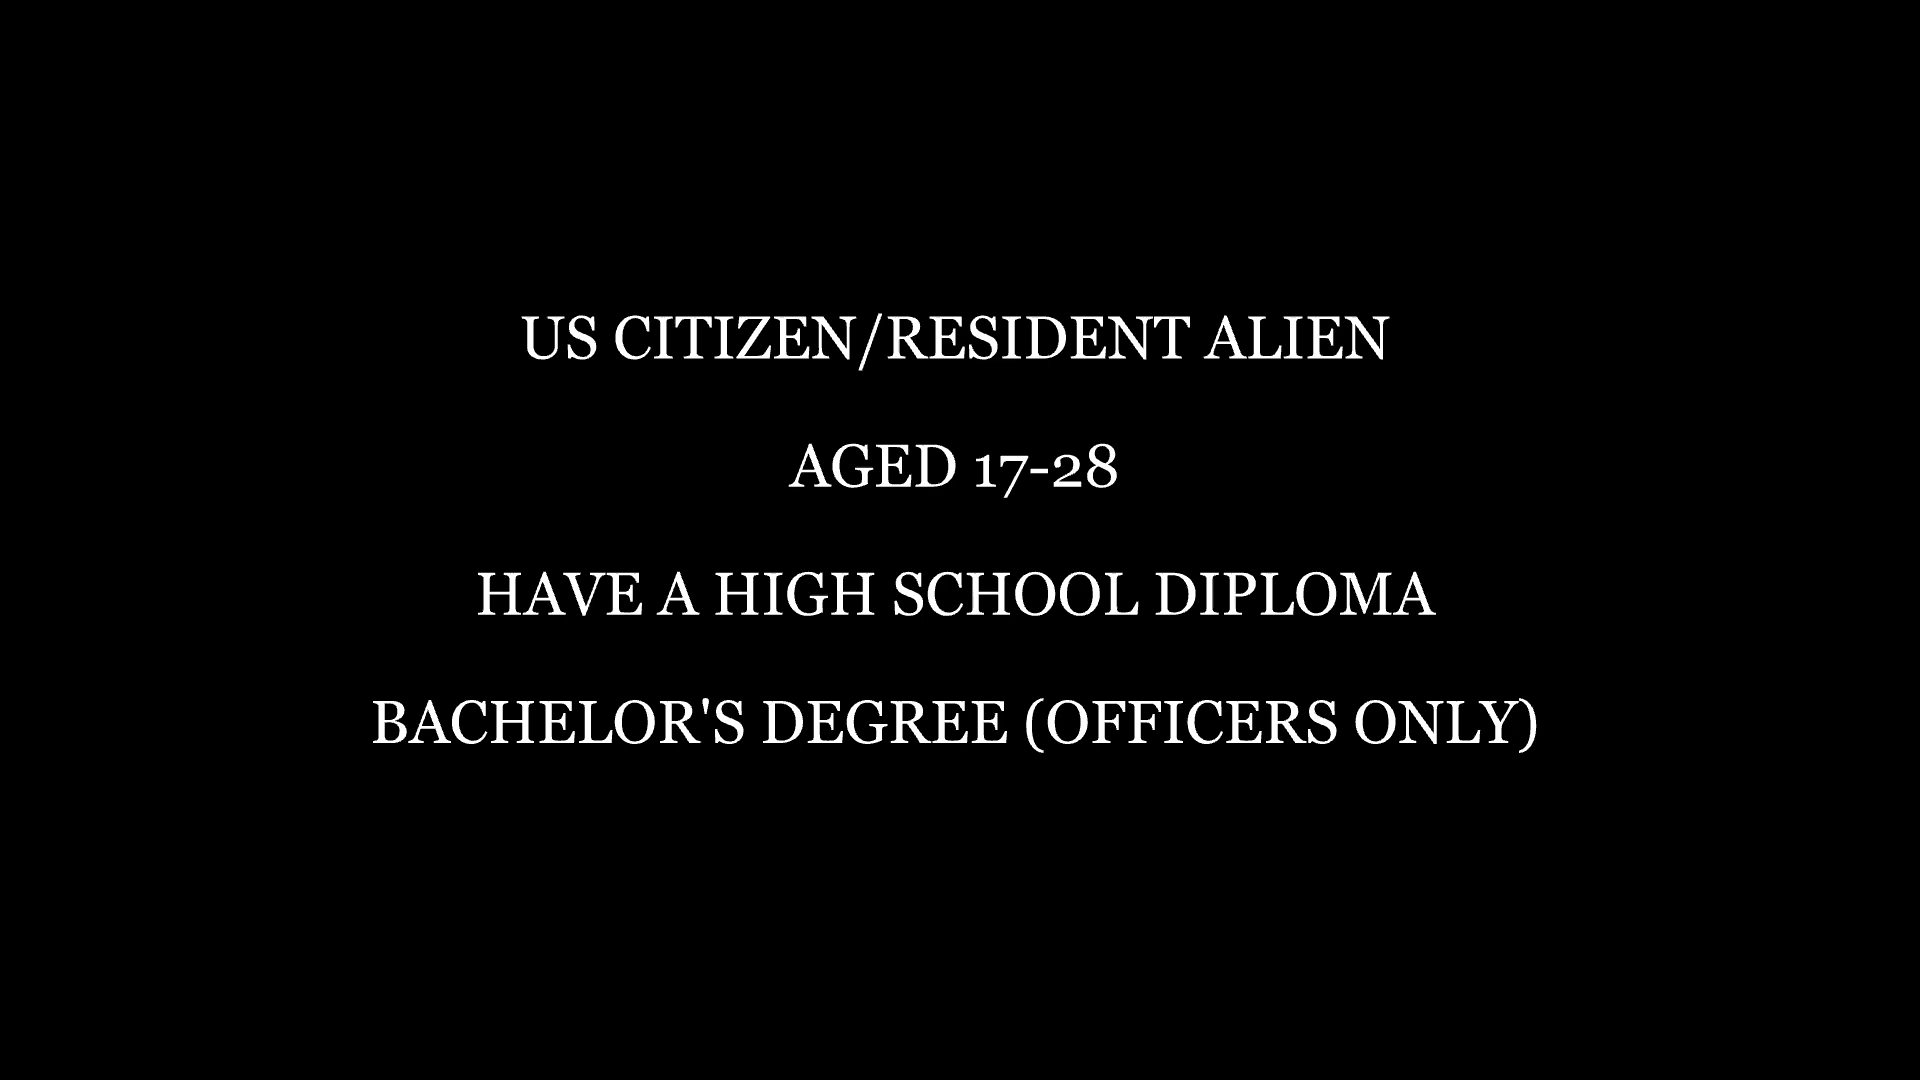 US CITIZEN/RESIDENT ALIEN
AGED 17-28
HAVE A HIGH SCHOOL DIPLOMA
BACHELOR'S DEGREE (OFFICERS ONLY)